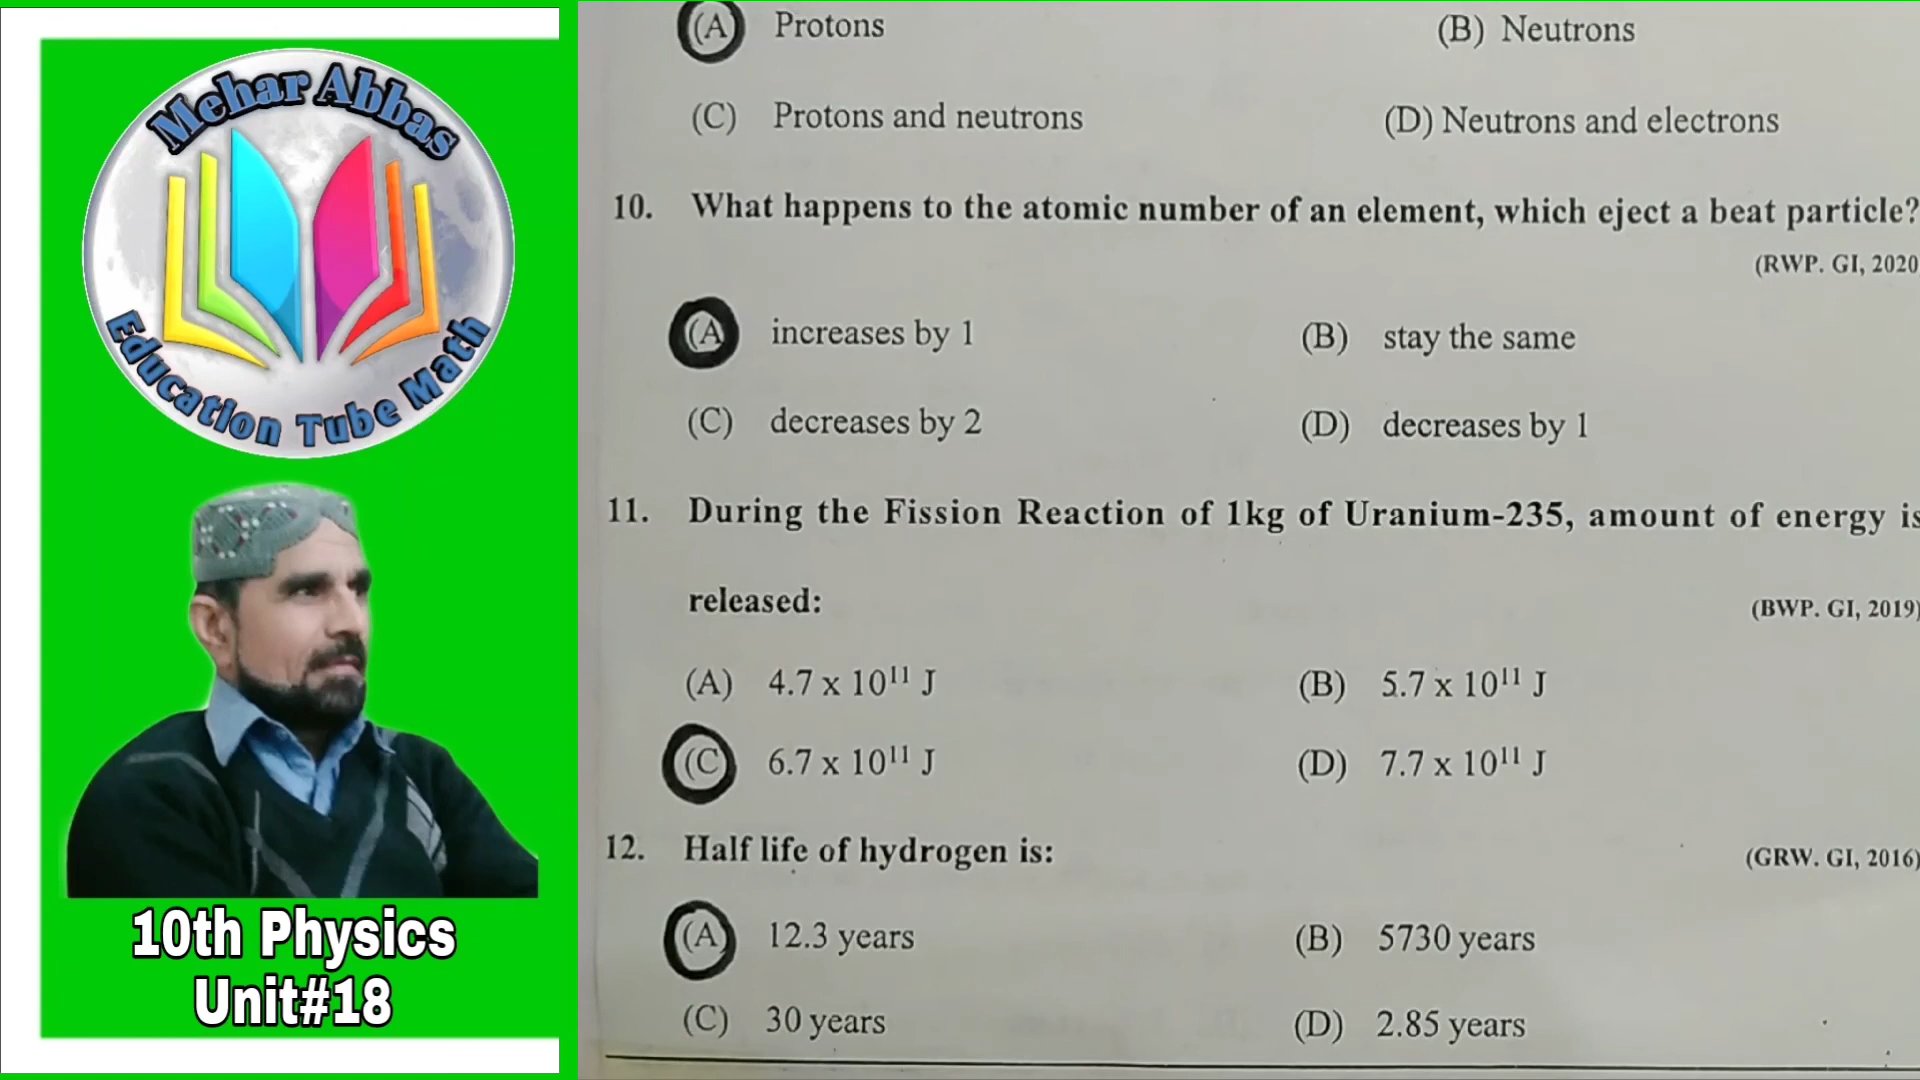 Mehar Abbas
Education Tube Math
10th Physics
Unit#18
(A) Protons (B) Neutrons
(C) Protons and neutrons (D) Neutrons and electrons
10. What happens to the atomic number of an element, which eject a beat particle?
(RWP. GI, 2020
(A increases by 1 (B) stay the same
(C) decreases by 2 (D) decreases by 1
11. During the Fission Reaction of 1kg of Uranium-235, amount of energy is
released: (BWP. GI, 2019)
(A) 4.7 x 10¹¹ J (B) 5.7 x 10¹¹ J
(C 6.7 x 10¹¹ J (D) 7.7 x 10¹¹ J
12. Half life of hydrogen is: (GRW. GI, 2016)
(A) 12.3 years (B) 5730 years
(C) 30 years (D) 2.85 years